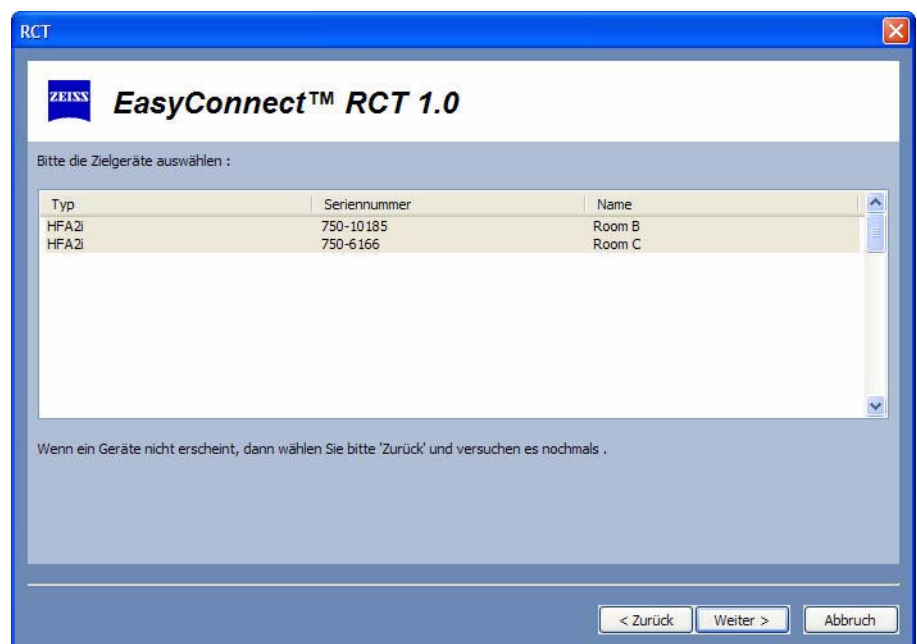 RCT
ZEISS
EasyConnect™ RCT 1.0
Bitte die Zielgeräte auswählen :
Typ Seriennummer Name
HFA2i 750-10185 Room B
HFA2i 750-6166 Room C
Wenn ein Geräte nicht erscheint, dann wählen Sie bitte 'Zurück' und versuchen es nochmals .
< Zurück Weiter > Abbruch